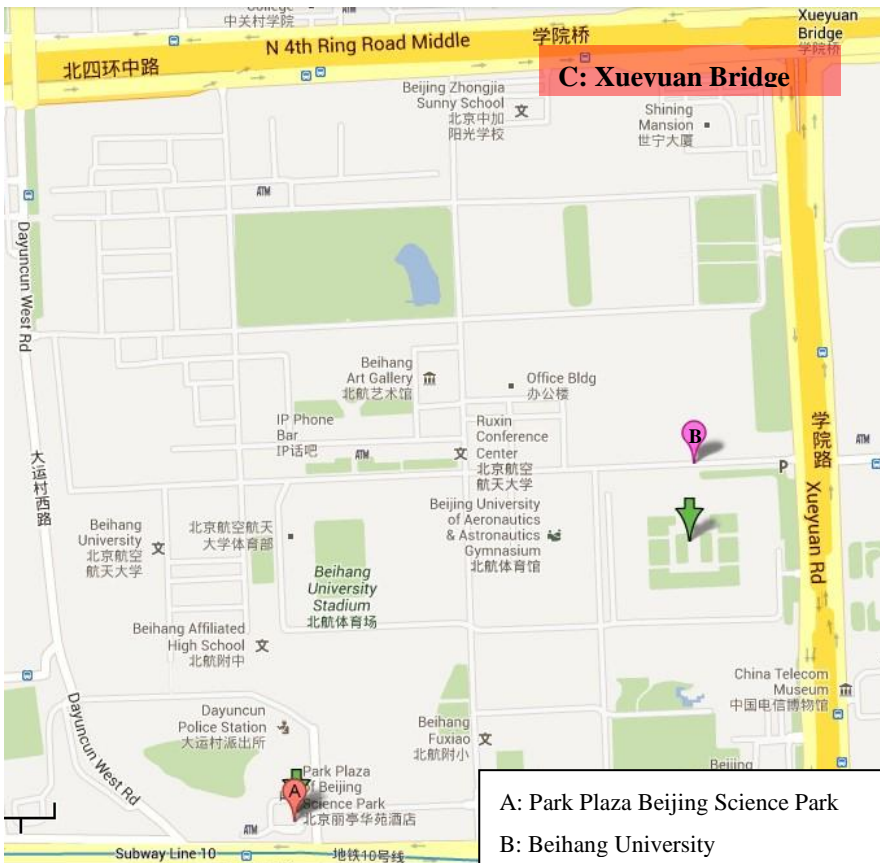 College
中关村学院
N 4th Ring Road Middle
学院桥
Xueyuan
Bridge
学院桥
北四环中路
C: Xueyuan Bridge
Beijing Zhongjia
Sunny School
北京中加
阳光学校
文
Shining
Mansion
世宁大厦
ATM
ATM
Dayuncun West Rd
Beihang
Art Gallery
北航艺术馆
Office Bldg
办公楼
IP Phone
Bar
IP话吧
ATM
文
Ruxin
Conference
Center
北京航空
航天大学
B
P
学院路
ATM
Xueyuan Rd
大运村西路
Beihang
University
北京航空
航天大学
文
北京航空航天
大学体育部
Beijing University
of Aeronautics
& Astronautics
Gymnasium
北航体育馆
Beihang
University
Stadium
北航体育场
Beihang Affiliated
High School
北航附中
文
China Telecom
Museum
中国电信博物馆
Dayuncun West Rd
Dayuncun
Police Station
大运村派出所
Beihang
Fuxiao
北航附小
文
Beijing
Park Plaza
of Beijing
Science Park
北京丽亭华苑酒店
A
ATM
Subway Line 10
地铁10号线
A: Park Plaza Beijing Science Park
B: Beihang University